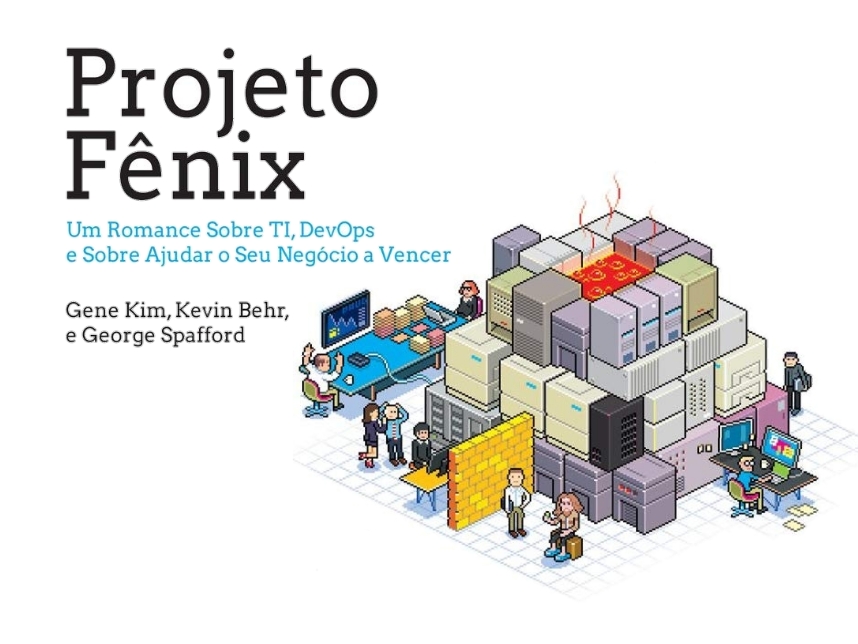 Projeto
Fênix
Um Romance Sobre TI, DevOps
e Sobre Ajudar o Seu Negócio a Vencer
Gene Kim, Kevin Behr,
e George Spafford